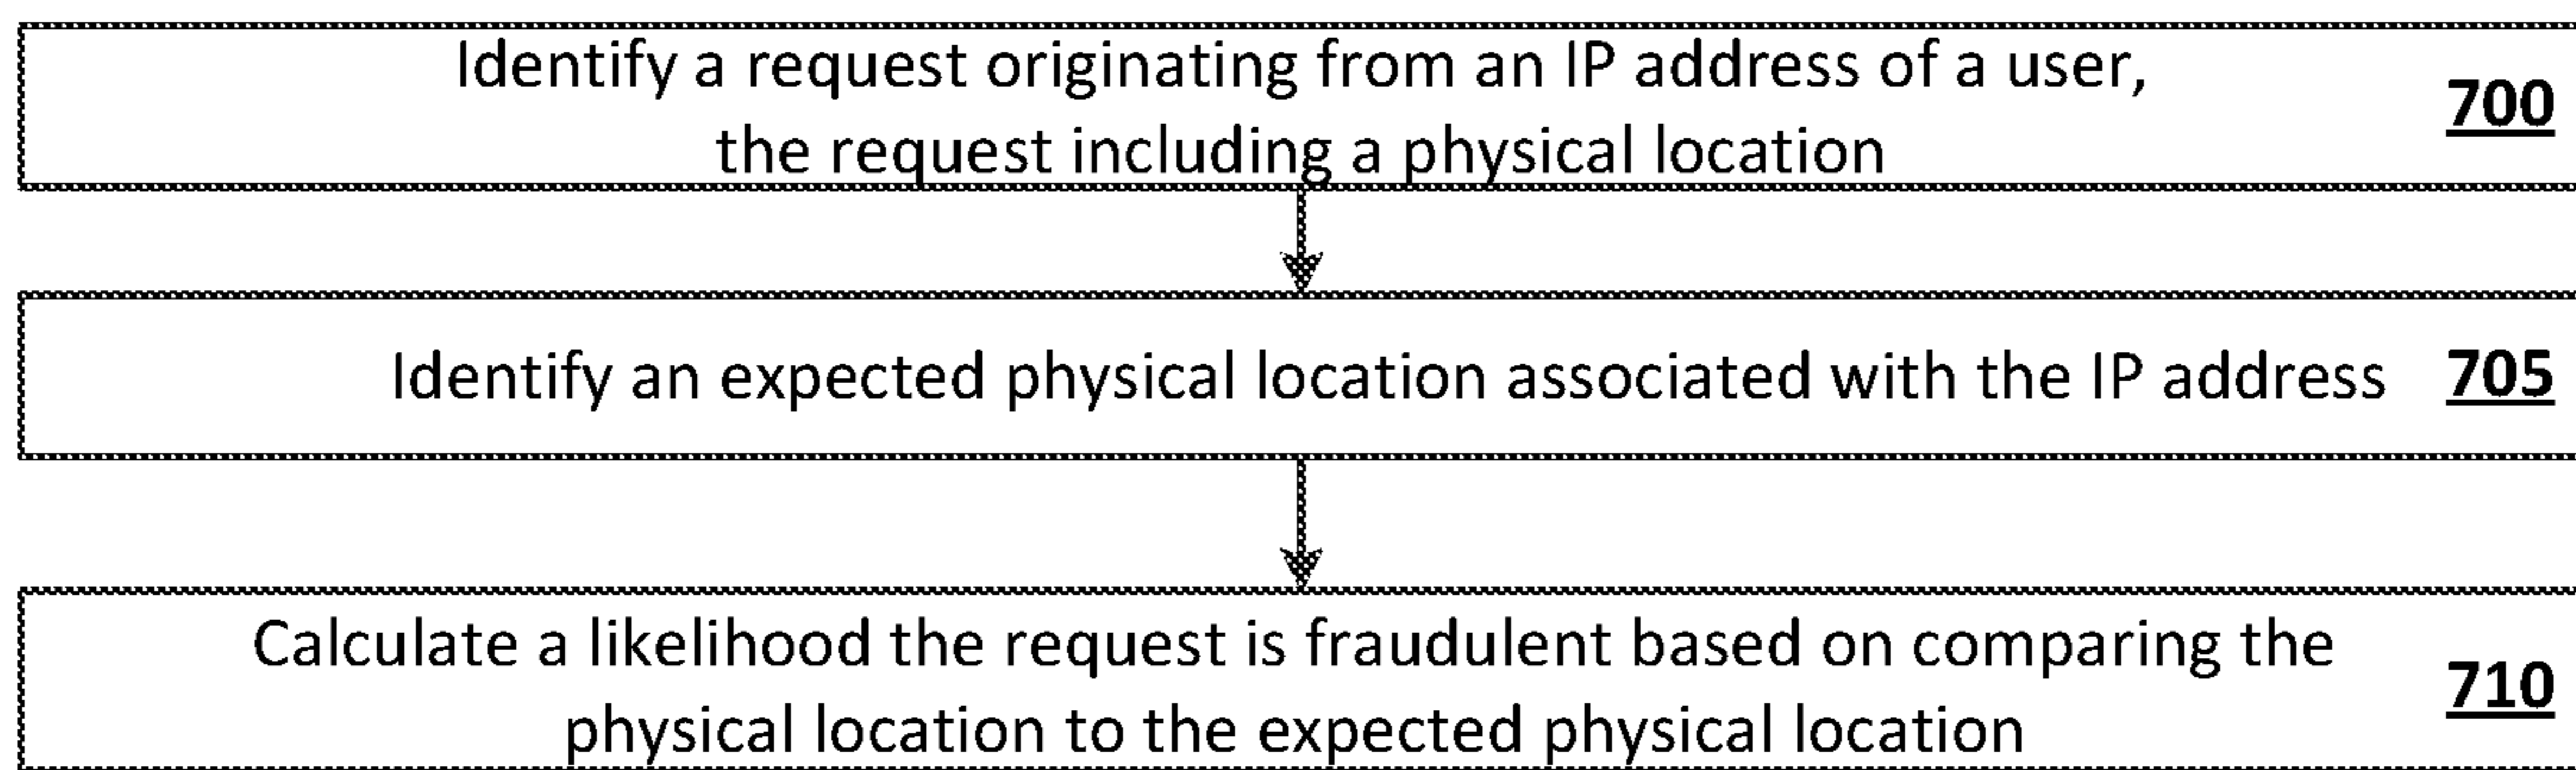 Identify a request originating from an IP address of a user,
the request including a physical location
700
Identify an expected physical location associated with the IP address 705
Calculate a likelihood the request is fraudulent based on comparing the
physical location to the expected physical location
710